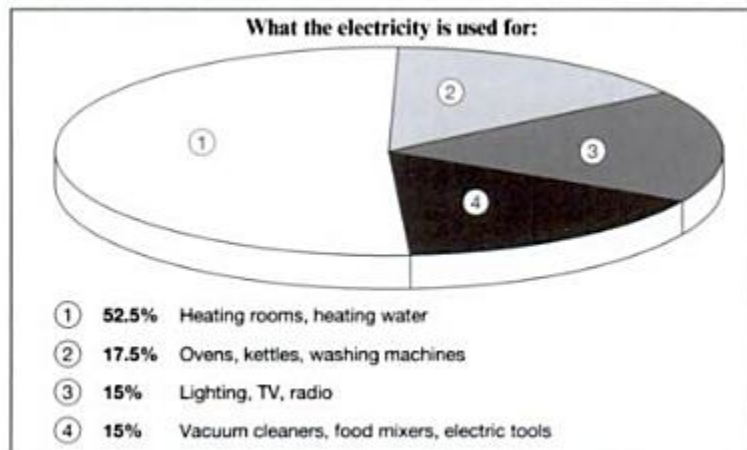 What the electricity is used for:
①
②
③
④
① 52.5% Heating rooms, heating water
② 17.5% Ovens, kettles, washing machines
③ 15% Lighting, TV, radio
④ 15% Vacuum cleaners, food mixers, electric tools